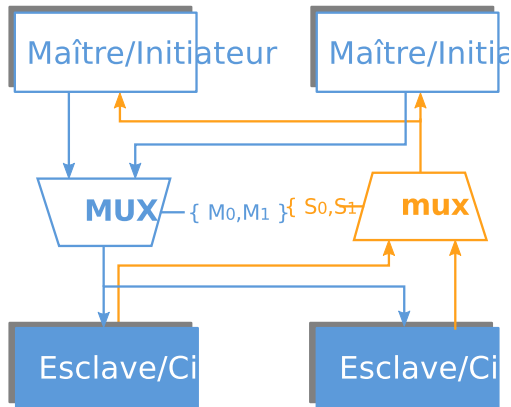 Maître/Initiateur
Maître/Initia
MUX
{ M0,M1 }
{ S0,S1
mux
Esclave/Ci
Esclave/Ci